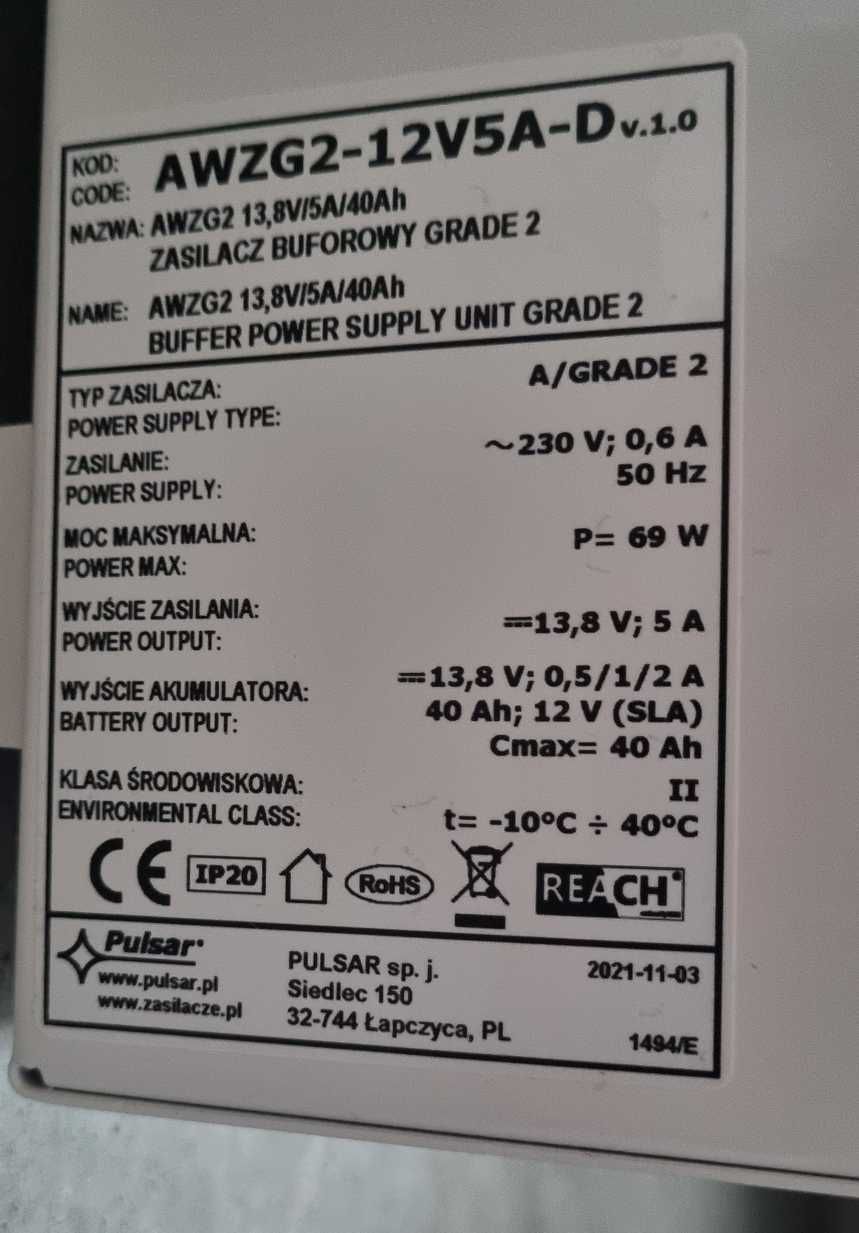 KOD:
CODE: AWZG2-12V5A-D v.1.0
NAZWA: AWZG2 13,8V/5A/40Ah
ZASILACZ BUFOROWY GRADE 2
NAME: AWZG2 13,8V/5A/40Ah
BUFFER POWER SUPPLY UNIT GRADE 2
TYP ZASILACZA: A/GRADE 2
POWER SUPPLY TYPE:
ZASILANIE: ~230 V; 0,6 A
POWER SUPPLY: 50 Hz
MOC MAKSYMALNA: P= 69 W
POWER MAX:
WYJŚCIE ZASILANIA: ⎓13,8 V; 5 A
POWER OUTPUT:
⎓13,8 V; 0,5/1/2 A
WYJŚCIE AKUMULATORA: 40 Ah; 12 V (SLA)
BATTERY OUTPUT: Cmax= 40 Ah
KLASA ŚRODOWISKOWA: II
ENVIRONMENTAL CLASS: t= -10°C ÷ 40°C
CE IP20 RoHS REACH
Pulsar
www.pulsar.pl
www.zasilacze.pl
PULSAR sp. j.
Siedlec 150
32-744 Łapczyca, PL
2021-11-03
1494/E